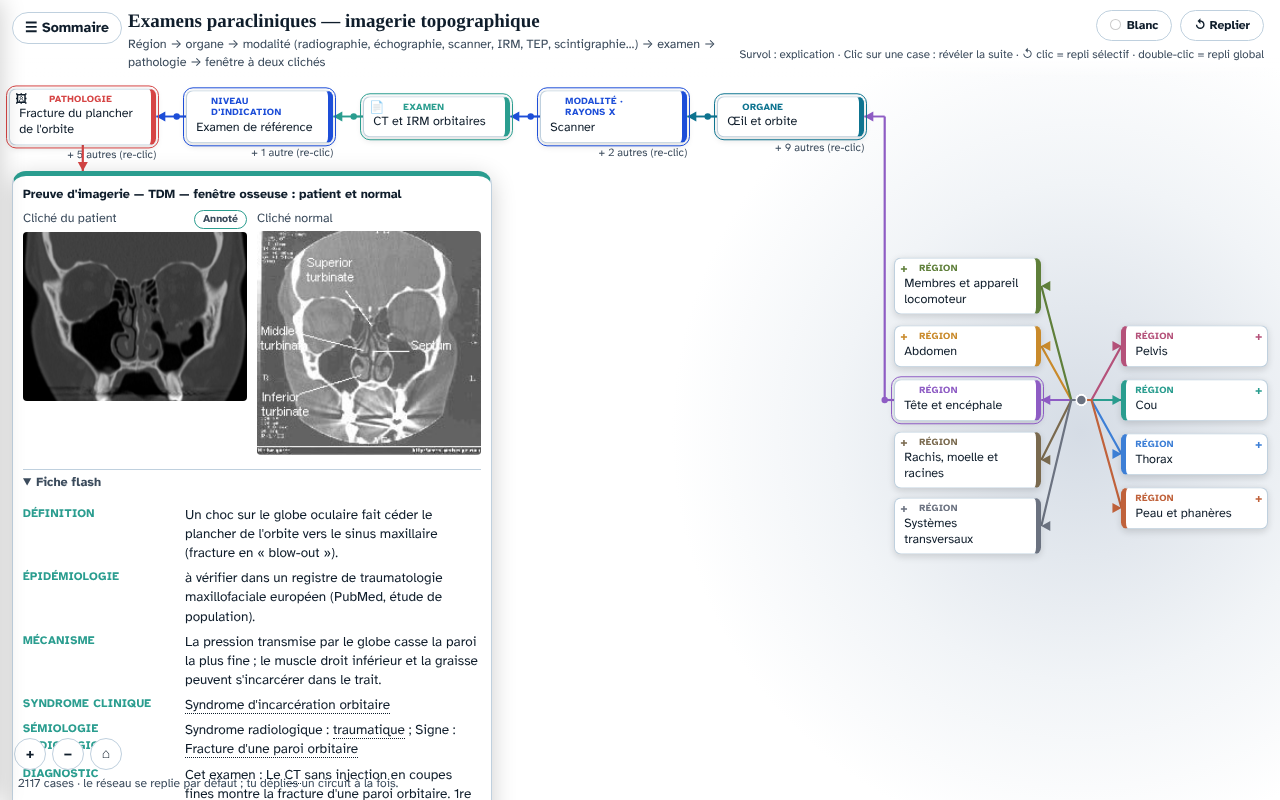 ☰ Sommaire
Examens paracliniques — imagerie topographique
Région → organe → modalité (radiographie, échographie, scanner, IRM, TEP, scintigraphie…) → examen →
pathologie → fenêtre à deux clichés
Blanc
↺ Replier
Survol : explication · Clic sur une case : révéler la suite · ↺ clic = repli sélectif · double-clic = repli global
PATHOLOGIE
Fracture du plancher
de l'orbite
+ 5 autres (re-clic)
NIVEAU
D'INDICATION
Examen de référence
+ 1 autre (re-clic)
EXAMEN
CT et IRM orbitaires
MODALITÉ ·
RAYONS X
Scanner
+ 2 autres (re-clic)
ORGANE
Œil et orbite
+ 9 autres (re-clic)
Preuve d'imagerie — TDM — fenêtre osseuse : patient et normal
Cliché du patient
Annoté
Cliché normal
Superior
turbinate
Middle
turbinate
Septum
R
1.
Inferior
turbinate
▼ Fiche flash
DÉFINITION
Un choc sur le globe oculaire fait céder le
plancher de l'orbite vers le sinus maxillaire
(fracture en « blow-out »).
ÉPIDÉMIOLOGIE
à vérifier dans un registre de traumatologie
maxillofaciale européen (PubMed, étude de
population).
MÉCANISME
La pression transmise par le globe casse la paroi
la plus fine ; le muscle droit inférieur et la graisse
peuvent s'incarcérer dans le trait.
SYNDROME CLINIQUE
Syndrome d'incarcération orbitaire
SÉMIOLOGIE
Syndrome radiologique : traumatique ; Signe :
Fracture d'une paroi orbitaire
DIAGNOSTIC
Cet examen : Le CT sans injection en coupes
fines montre la fracture d'une paroi orbitaire. 1re
+
−
⌂
2117 cases · le réseau se replie par défaut ; tu déplies un circuit à la fois.
+ RÉGION
Membres et appareil
locomoteur
+ RÉGION
Abdomen
RÉGION
Tête et encéphale
+ RÉGION
Rachis, moelle et
racines
+ RÉGION
Systèmes
transversaux
RÉGION +
Pelvis
RÉGION +
Cou
RÉGION +
Thorax
RÉGION +
Peau et phanères